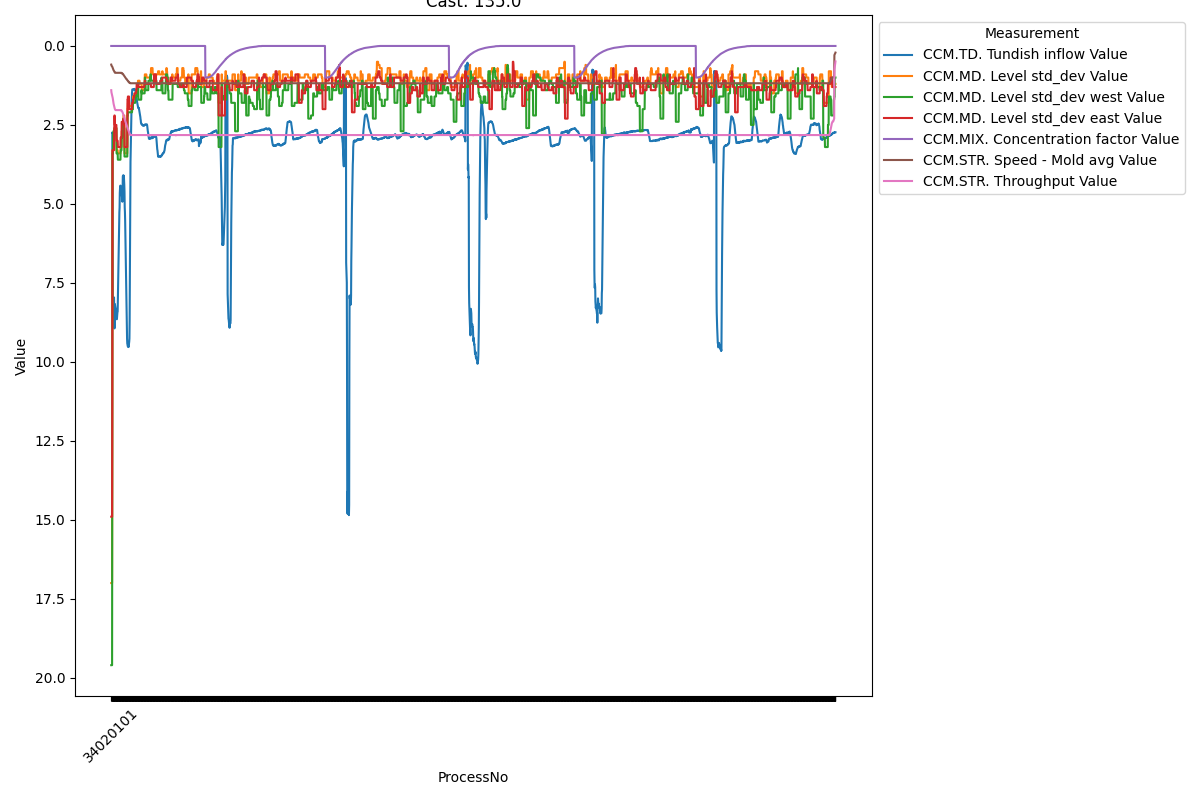 Cast: 135.0
Measurement
CCM.TD. Tundish inflow Value
CCM.MD. Level std_dev Value
CCM.MD. Level std_dev west Value
CCM.MD. Level std_dev east Value
CCM.MIX. Concentration factor Value
CCM.STR. Speed - Mold avg Value
CCM.STR. Throughput Value
Value
0.0
2.5
5.0
7.5
10.0
12.5
15.0
17.5
20.0
34020101
ProcessNo